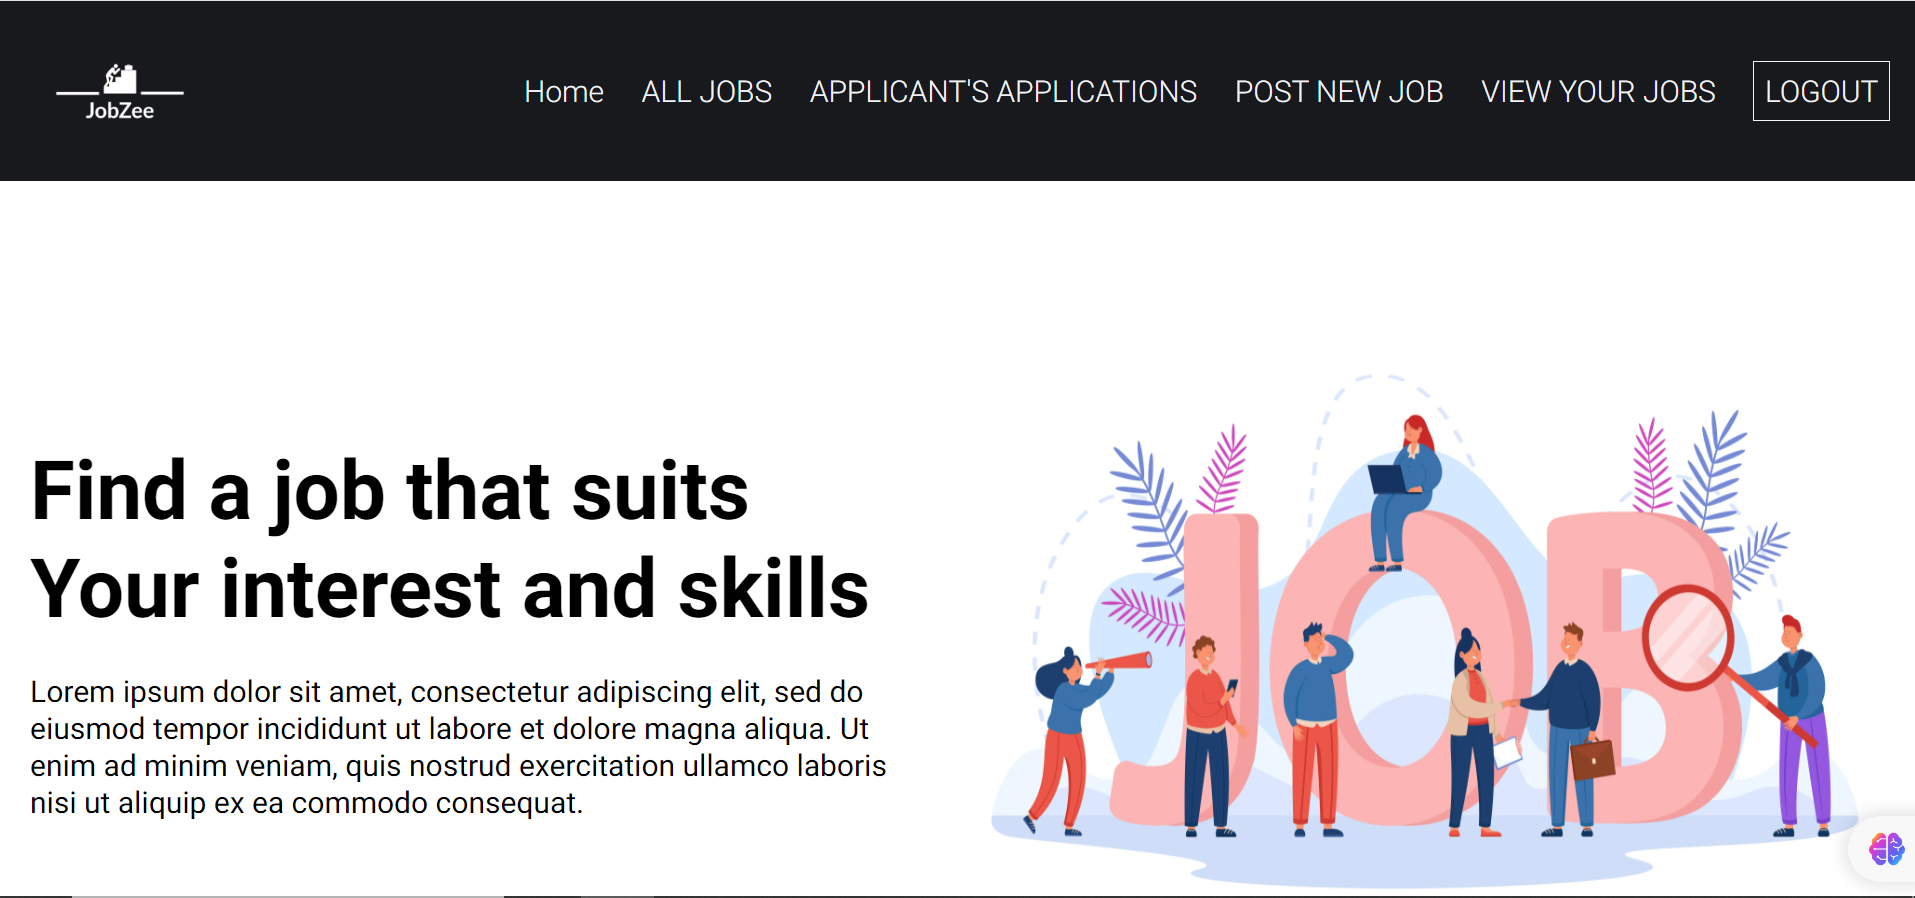 JobZee
Home ALL JOBS APPLICANT'S APPLICATIONS POST NEW JOB VIEW YOUR JOBS LOGOUT
Find a job that suits
Your interest and skills
Lorem ipsum dolor sit amet, consectetur adipiscing elit, sed do
eiusmod tempor incididunt ut labore et dolore magna aliqua. Ut
enim ad minim veniam, quis nostrud exercitation ullamco laboris
nisi ut aliquip ex ea commodo consequat.
JOB